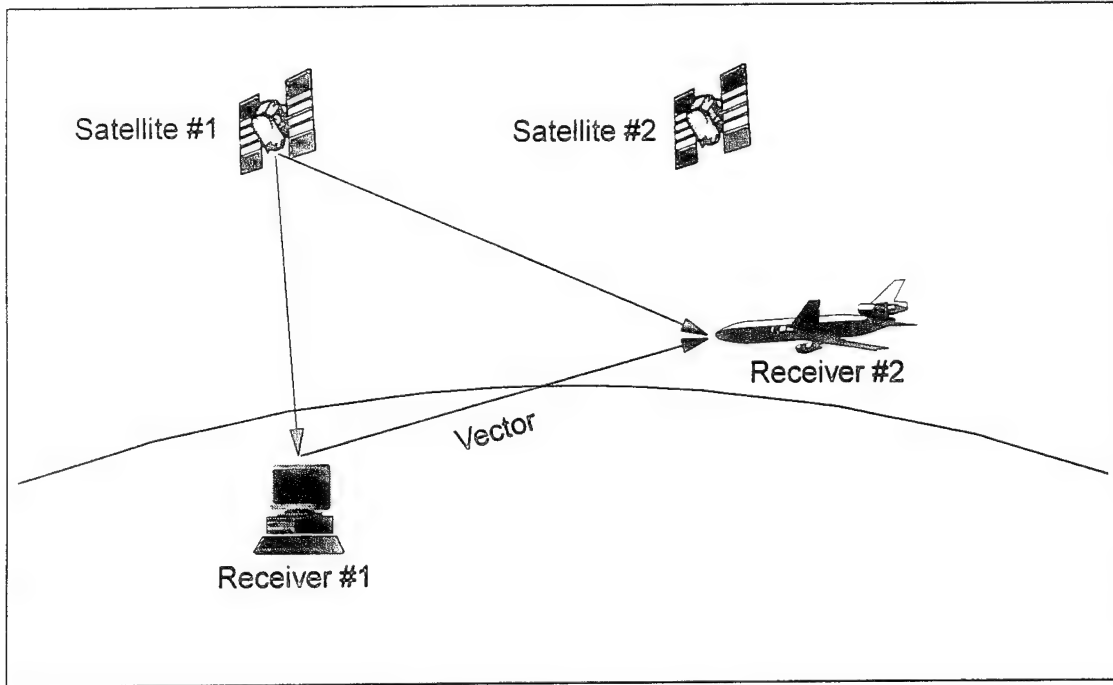 Satellite #1
Satellite #2
Receiver #2
Vector
Receiver #1